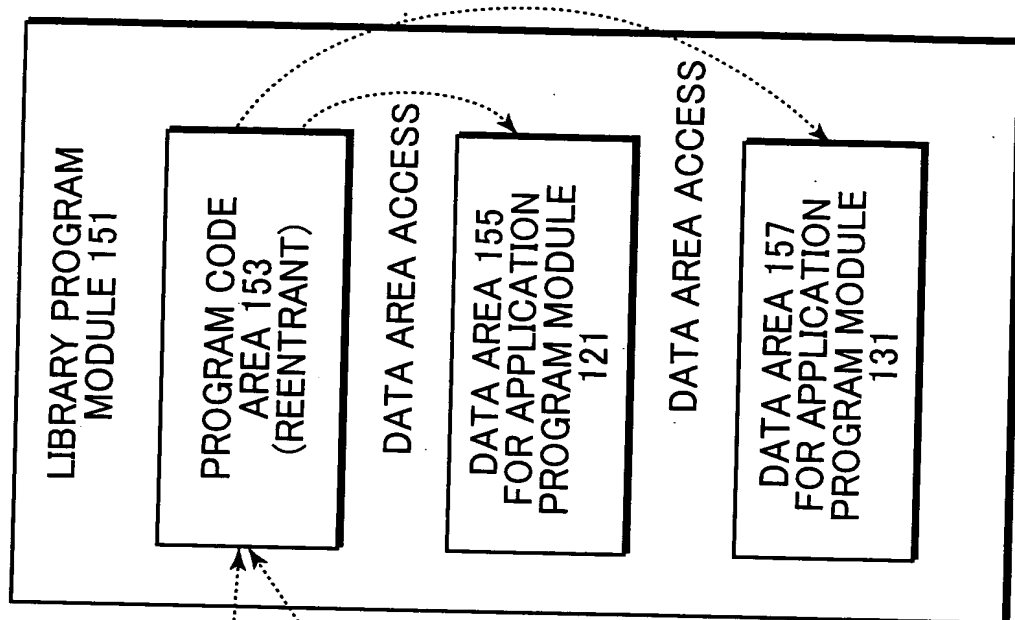 LIBRARY PROGRAM
MODULE 151
PROGRAM CODE
AREA 153
(REENTRANT)
DATA AREA ACCESS
DATA AREA 155
FOR APPLICATION
PROGRAM MODULE
121
DATA AREA ACCESS
DATA AREA 157
FOR APPLICATION
PROGRAM MODULE
131